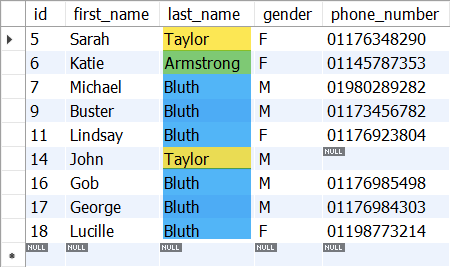 id first_name last_name gender phone_number
5 Sarah Taylor F 01176348290
6 Katie Armstrong F 01145787353
7 Michael Bluth M 01980289282
9 Buster Bluth M 01173456782
11 Lindsay Bluth F 01176923804
14 John Taylor M NULL
16 Gob Bluth M 01176985498
17 George Bluth M 01176984303
18 Lucille Bluth F 01198773214
* NULL NULL NULL NULL NULL